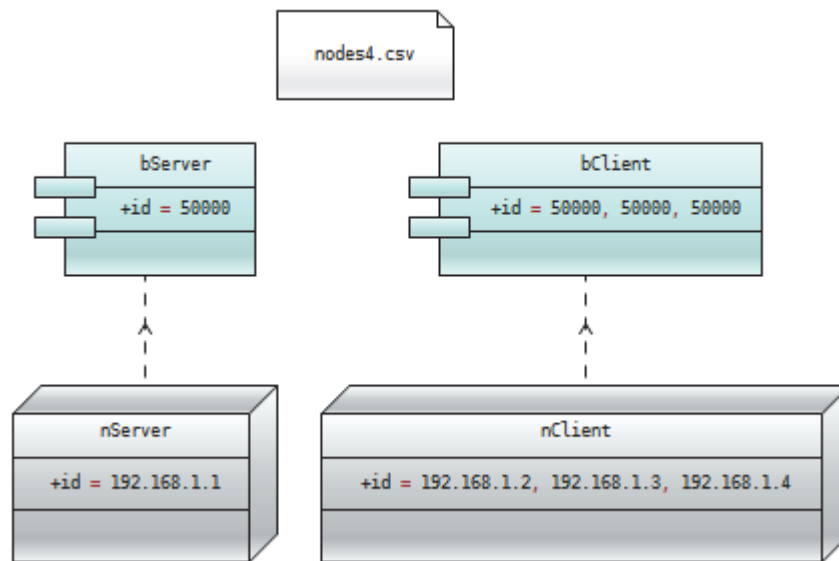 nodes4.csv
bServer
+id = 50000
bClient
+id = 50000, 50000, 50000
nServer
+id = 192.168.1.1
nClient
+id = 192.168.1.2, 192.168.1.3, 192.168.1.4